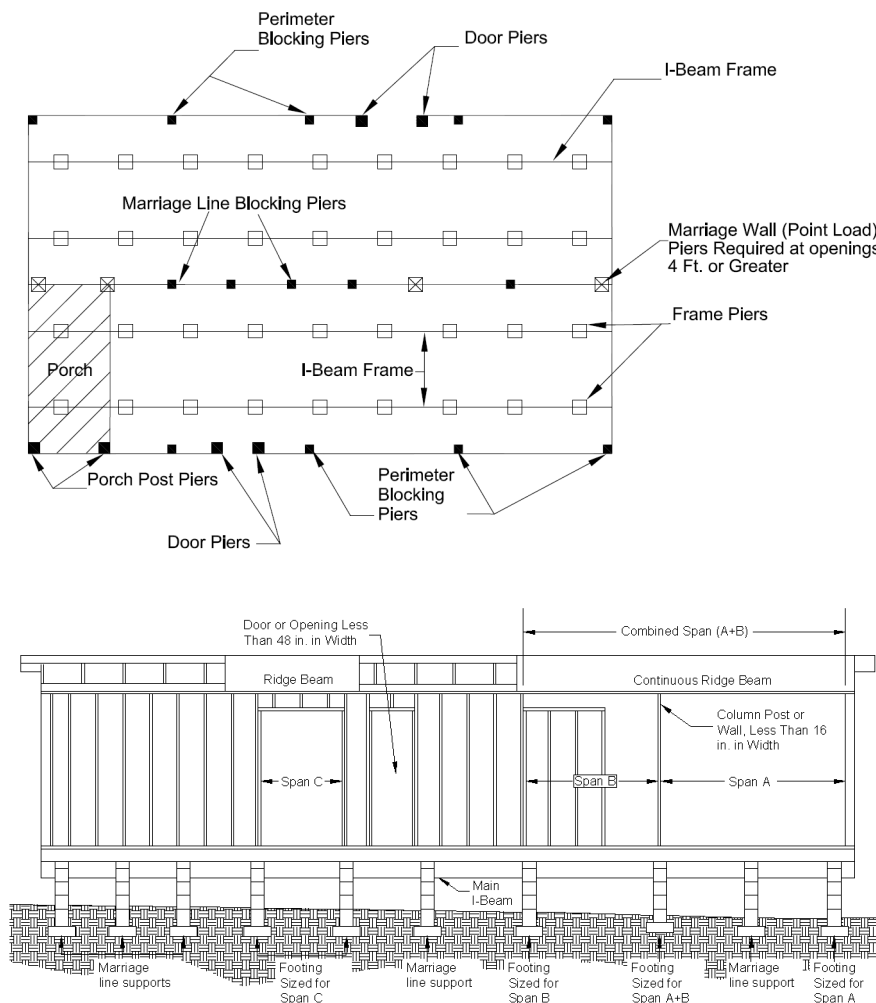 Perimeter
Blocking Piers
Door Piers
I-Beam Frame
Marriage Line Blocking Piers
Marriage Wall (Point Load)
Piers Required at openings
4 Ft. or Greater
Frame Piers
Porch
I-Beam Frame
Porch Post Piers
Perimeter
Blocking
Piers
Door Piers
Door or Opening Less
Than 48 in. in Width
Combined Span (A+B)
Ridge Beam
Continuous Ridge Beam
Column Post or
Wall, Less Than 16
in. in Width
Span C
Span B
Span A
Main
I-Beam
Marriage
line supports
Footing
Sized for
Span C
Marriage
line support
Footing
Sized for
Span B
Footing
Sized for
Span A+B
Marriage
line support
Footing
Sized for
Span A